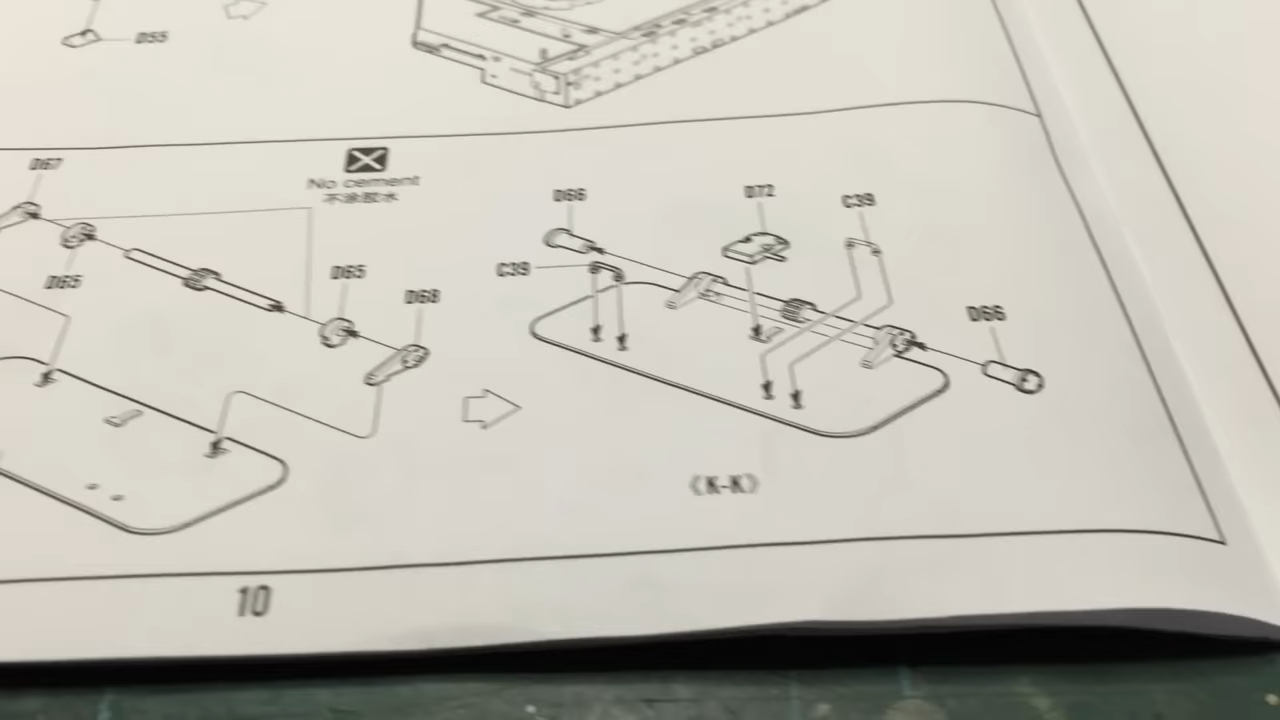 D55
D67
No cement
不涂胶水
D65
D65
D68
D66
D72
C39
C39
D66
《K-K》
10